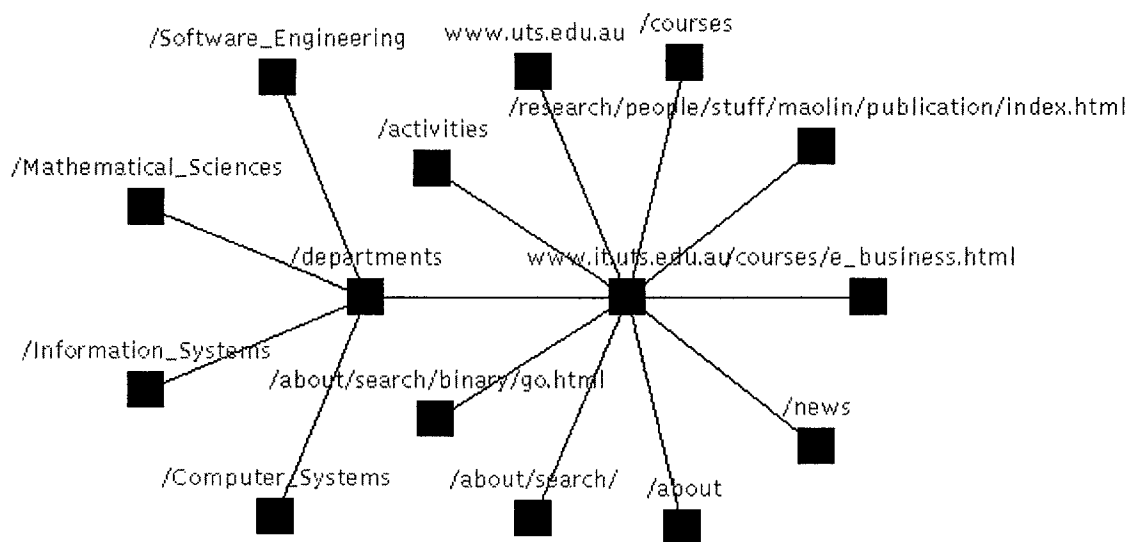 /Software_Engineering
www.uts.edu.au
/courses
/research/people/stuff/maolin/publication/index.html
/activities
/Mathematical_Sciences
/departments
www.it.uts.edu.au
/courses/e_business.html
/Information_Systems
/about/search/binary/go.html
/news
/Computer_Systems
/about/search/
/about